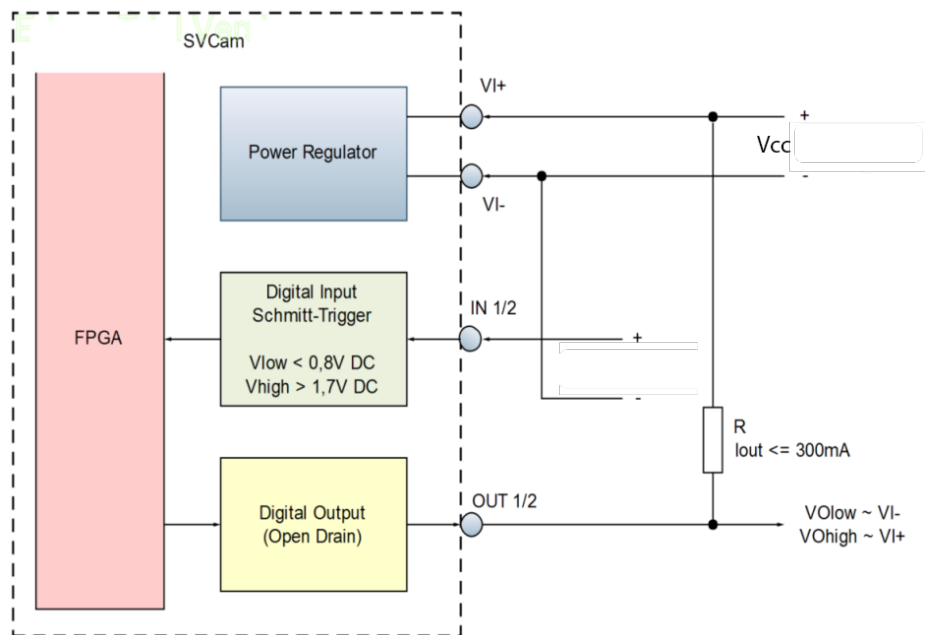 SVCam
VI+
Power Regulator
+
Vcc
-
VI-
Digital Input
Schmitt-Trigger
Vlow < 0,8V DC
Vhigh > 1,7V DC
IN 1/2
+
-
FPGA
R
Iout <= 300mA
Digital Output
(Open Drain)
OUT 1/2
VOlow ~ VI-
VOhigh ~ VI+